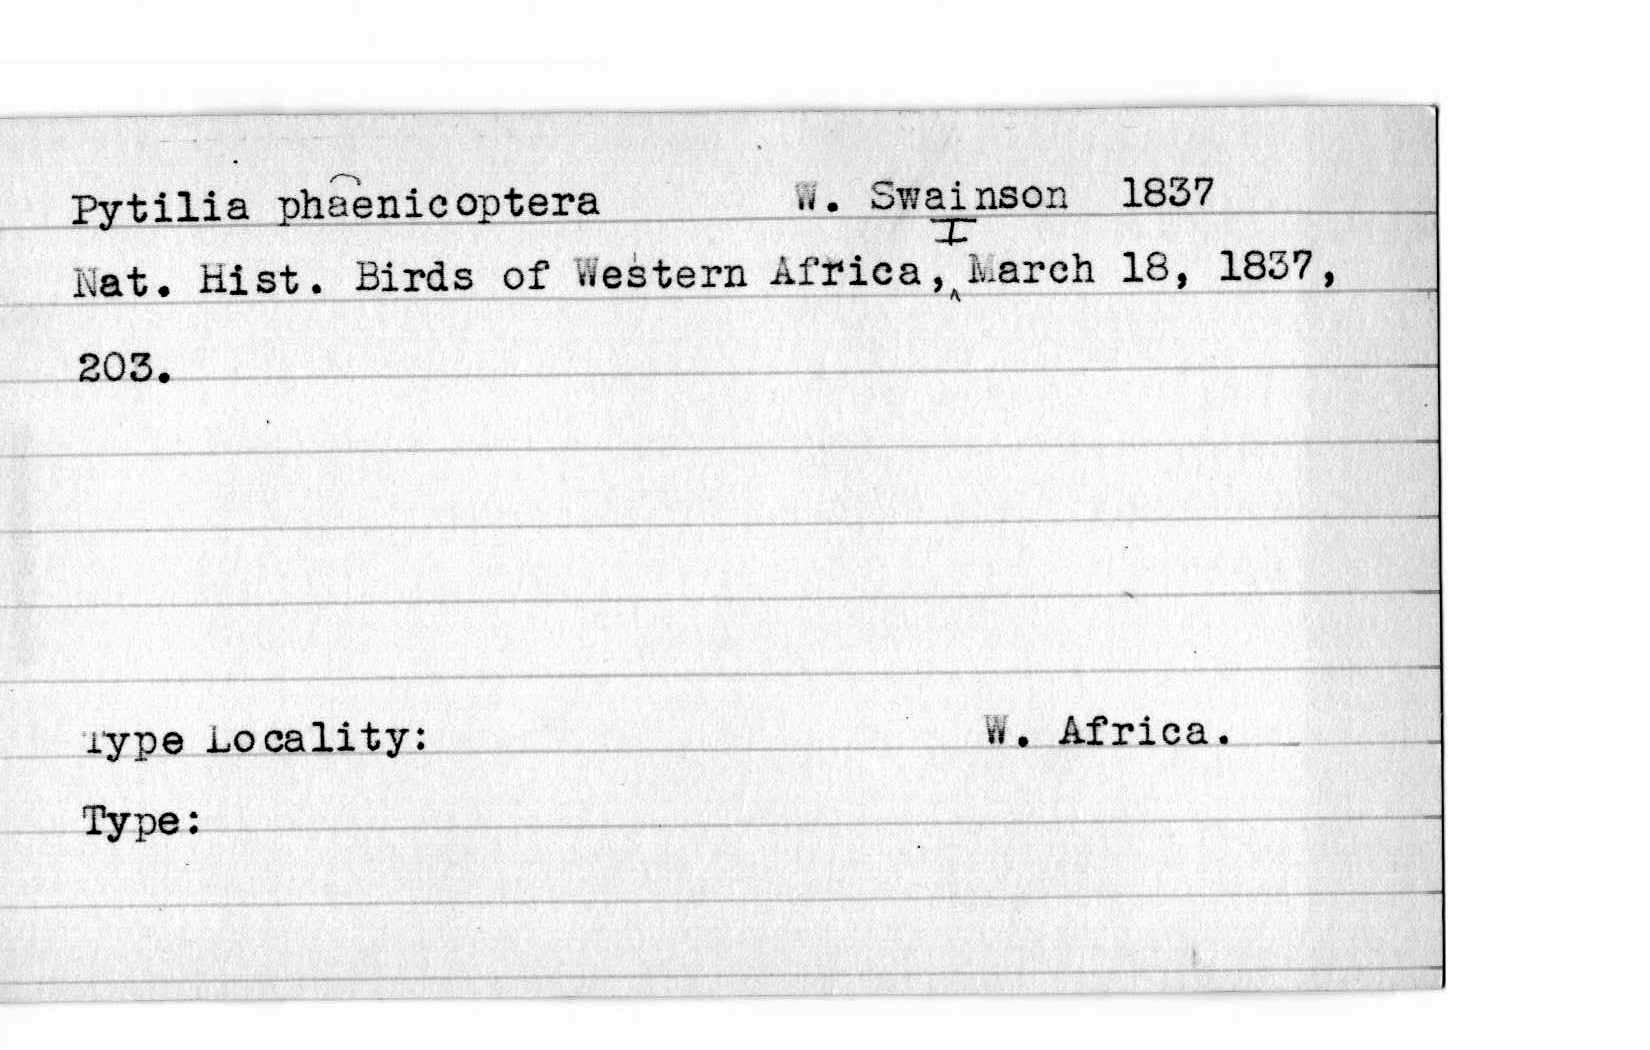 Pytilia phaenicoptera W. Swainson 1837
Nat. Hist. Birds of Western Africa, I March 18, 1837,
203.
Type Locality: W. Africa.
Type: